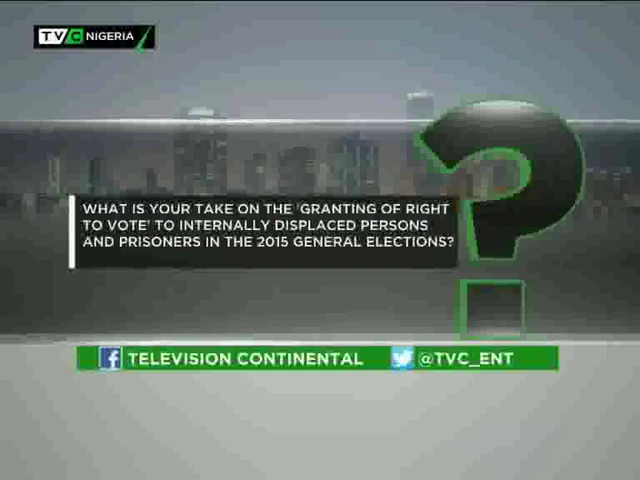 TVC NIGERIA
WHAT IS YOUR TAKE ON THE 'GRANTING OF RIGHT
TO VOTE' TO INTERNALLY DISPLACED PERSONS
AND PRISONERS IN THE 2015 GENERAL ELECTIONS?
TELEVISION CONTINENTAL @TVC_ENT